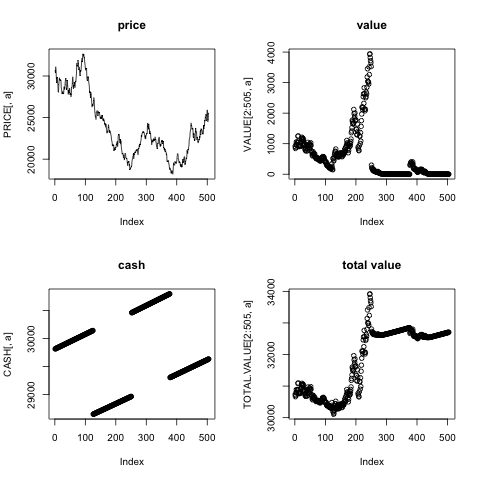 price
PRICE[, a]
20000 25000 30000
0 100 200 300 400 500
Index
value
VALUE[2:505, a]
0 1000 2000 3000 4000
0 100 200 300 400 500
Index
cash
CASH[, a]
29000 30000
0 100 200 300 400 500
Index
total value
TOTAL.VALUE[2:505, a]
30000 31000 32000 34000
0 100 200 300 400 500
Index